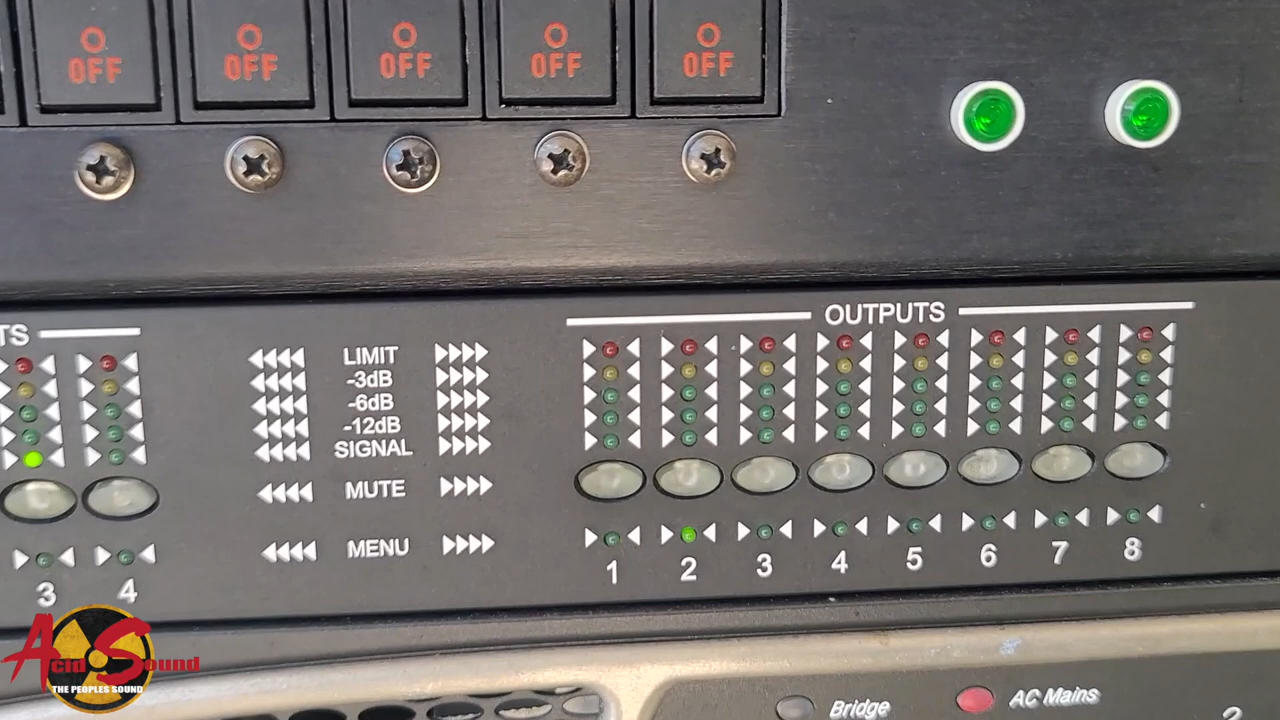 O O O O O
OFF OFF OFF OFF OFF
TS
OUTPUTS
LIMIT
-3dB
-6dB
-12dB
SIGNAL
MUTE
MENU
3 4
1 2 3 4 5 6 7 8
Acid Sound
THE PEOPLES SOUND
Bridge
AC Mains
2